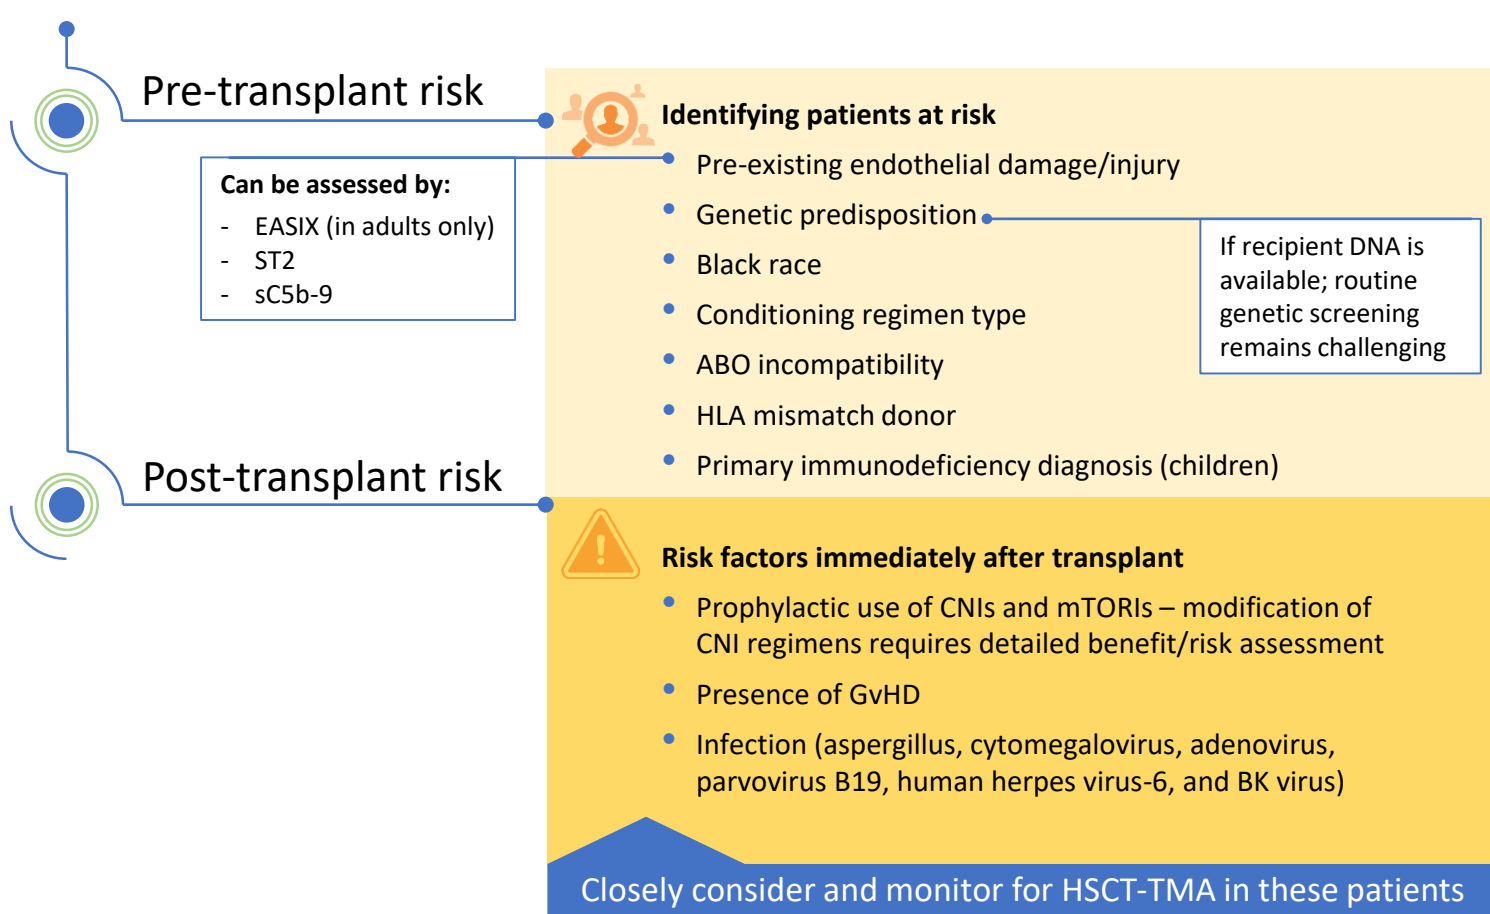 Pre-transplant risk
Identifying patients at risk
• Pre-existing endothelial damage/injury
Can be assessed by:
- EASIX (in adults only)
- ST2
- sC5b-9
• Genetic predisposition
If recipient DNA is
available; routine
genetic screening
remains challenging
• Black race
• Conditioning regimen type
• ABO incompatibility
• HLA mismatch donor
• Primary immunodeficiency diagnosis (children)
Post-transplant risk
Risk factors immediately after transplant
• Prophylactic use of CNIs and mTORIs – modification of
CNI regimens requires detailed benefit/risk assessment
• Presence of GvHD
• Infection (aspergillus, cytomegalovirus, adenovirus,
parvovirus B19, human herpes virus-6, and BK virus)
Closely consider and monitor for HSCT-TMA in these patients